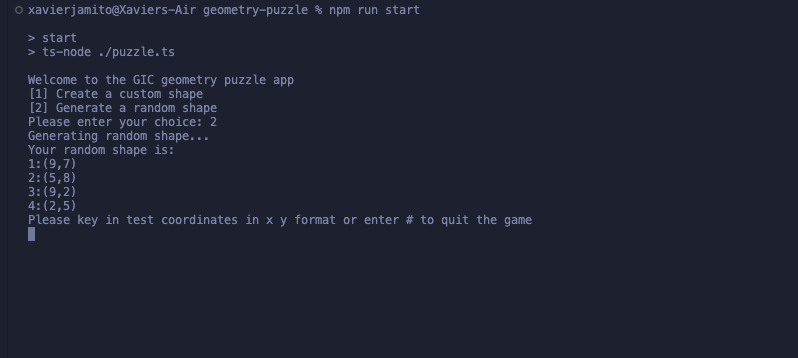 xavierjamito@Xaviers-Air geometry-puzzle % npm run start
> start
> ts-node ./puzzle.ts
Welcome to the GIC geometry puzzle app
[1] Create a custom shape
[2] Generate a random shape
Please enter your choice: 2
Generating random shape...
Your random shape is:
1:(9,7)
2:(5,8)
3:(9,2)
4:(2,5)
Please key in test coordinates in x y format or enter # to quit the game